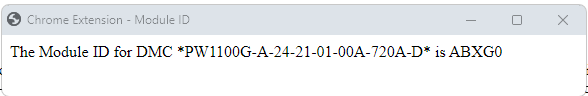 Chrome Extension - Module ID
The Module ID for DMC *PW1100G-A-24-21-01-00A-720A-D* is ABXG0